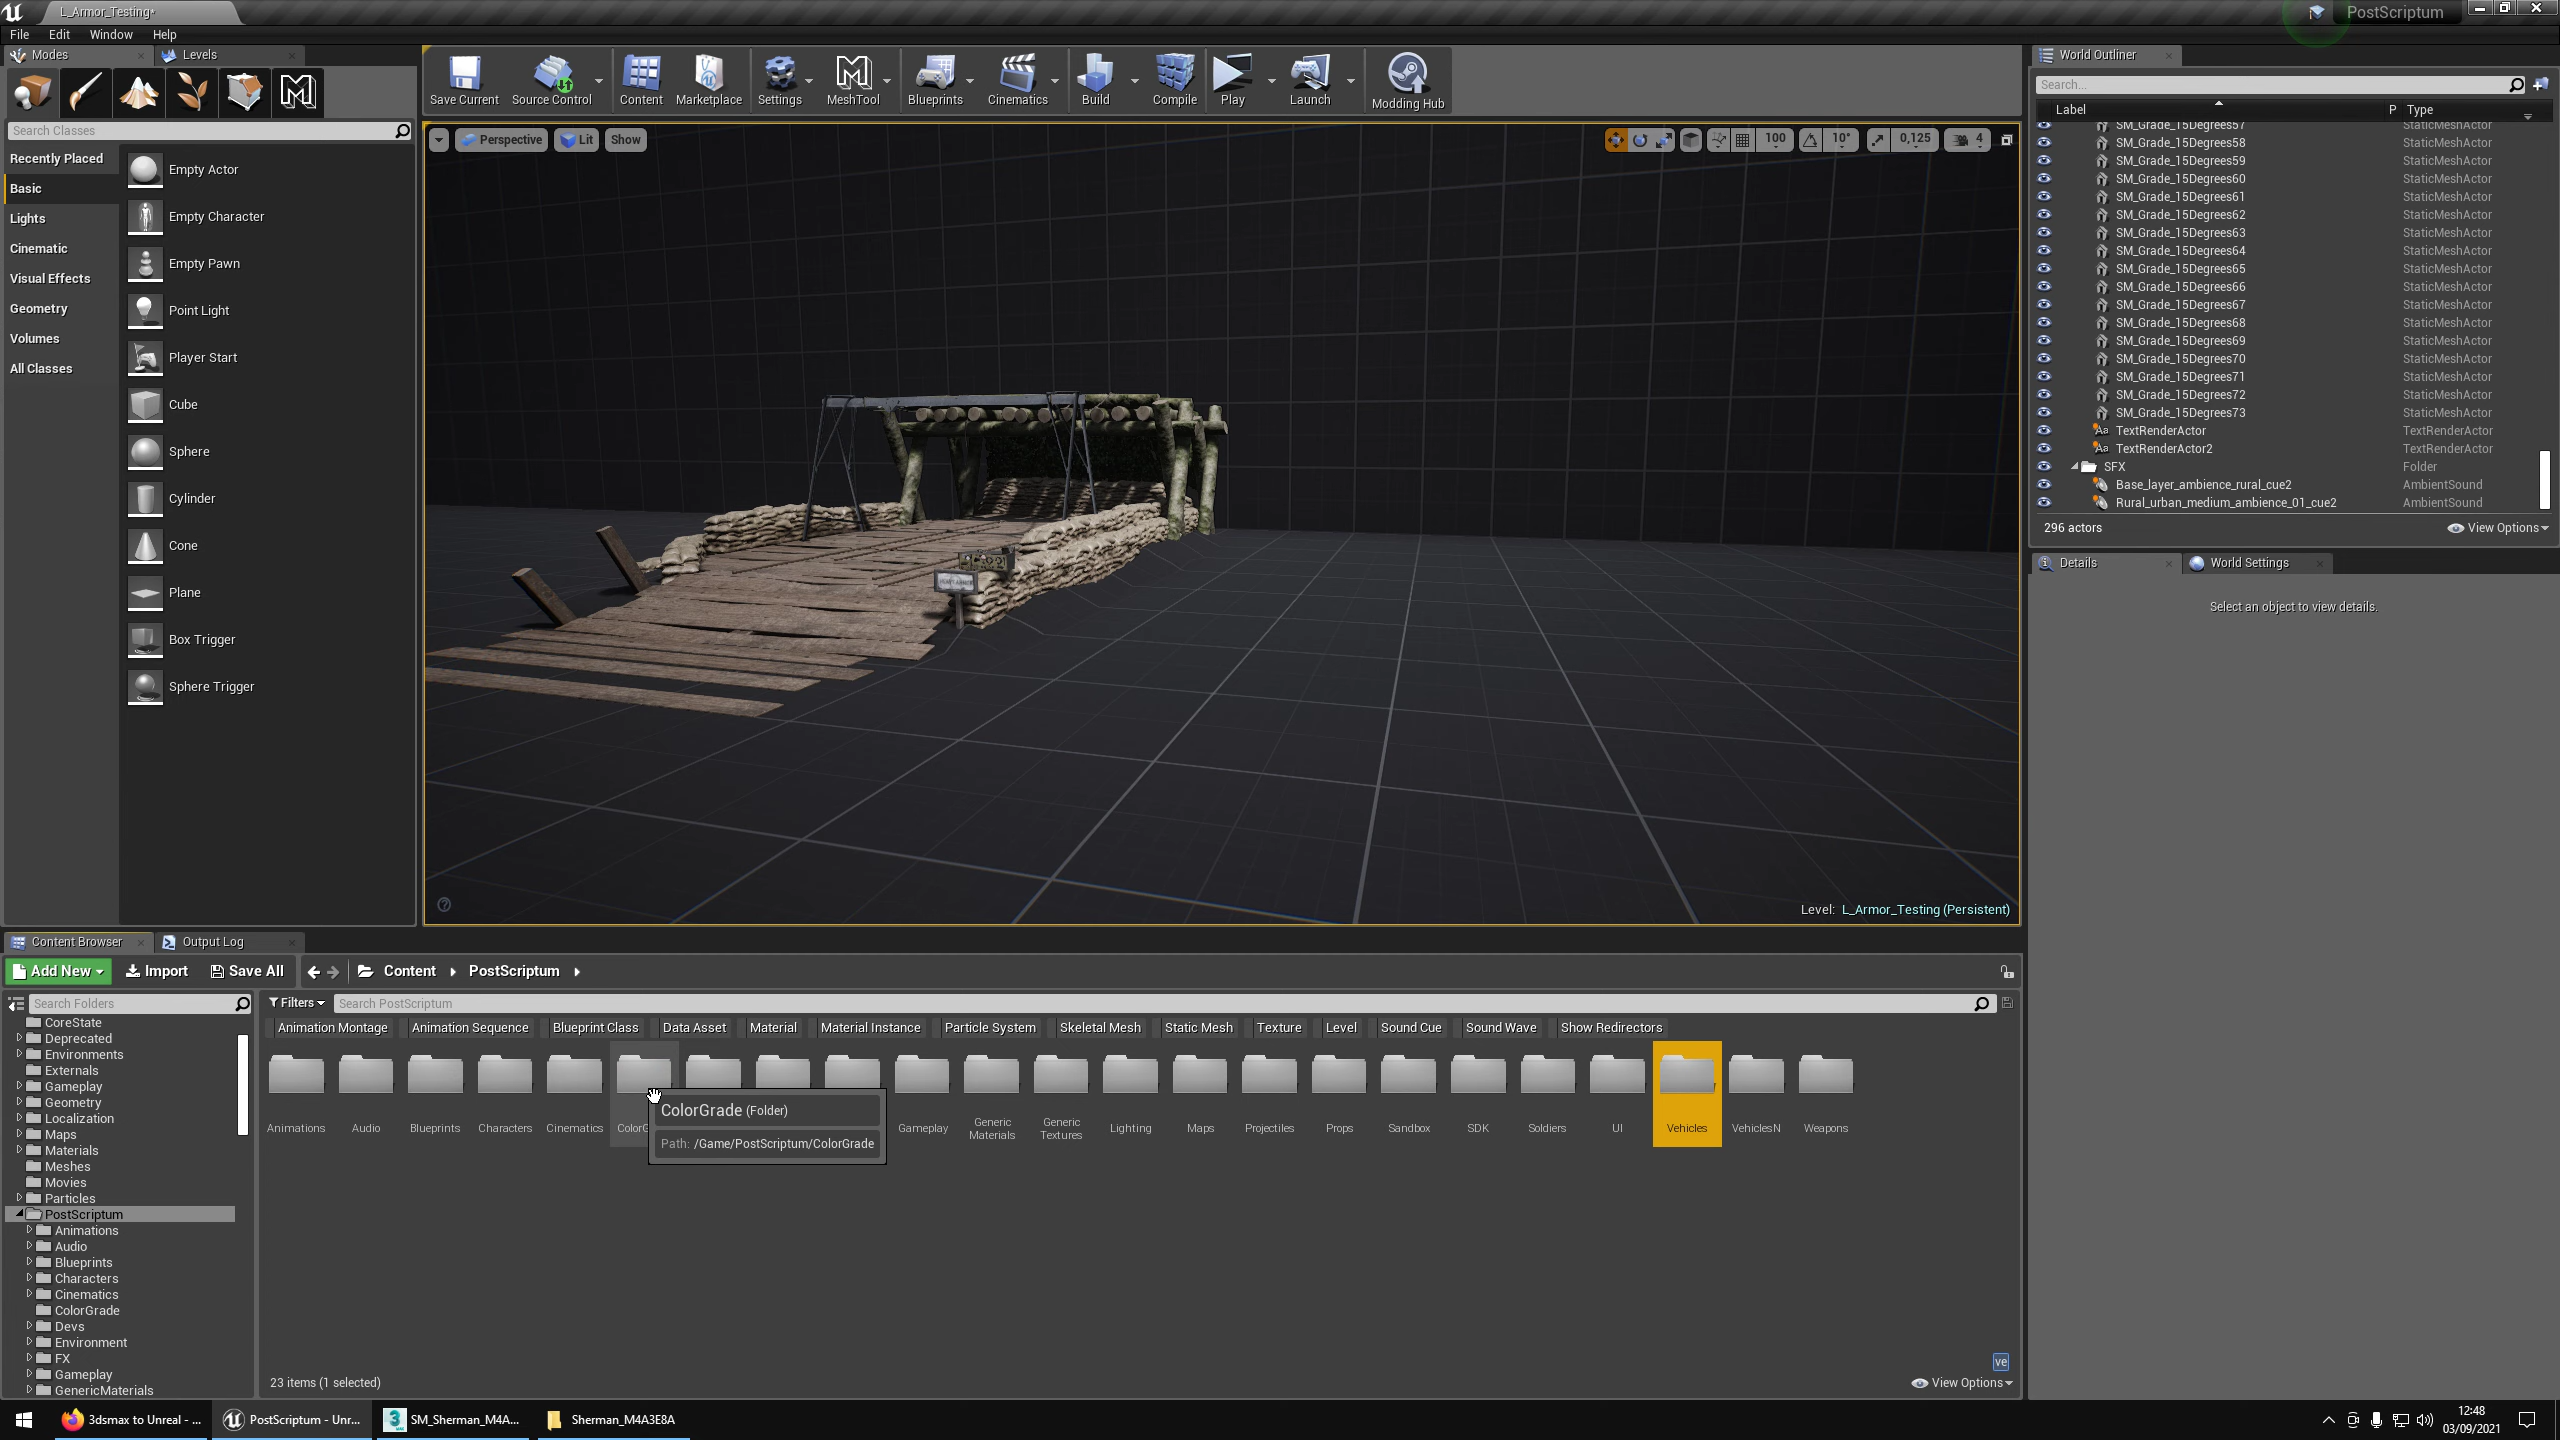 L_Armor_Testing*
PostScriptum
File Edit Window Help
Modes
Levels
Save Current
Source Control
Content
Marketplace
Settings
MeshTool
Blueprints
Cinematics
Build
Compile
Play
Launch
Modding Hub
Search Classes
Recently Placed
Basic
Lights
Cinematic
Visual Effects
Geometry
Volumes
All Classes
Empty Actor
Empty Character
Empty Pawn
Point Light
Player Start
Cube
Sphere
Cylinder
Cone
Plane
Box Trigger
Sphere Trigger
Perspective
Lit
Show
100
10°
0,125
4
Level: L_Armor_Testing (Persistent)
World Outliner
Search...
Label P Type
SM_Grade_15Degrees57 StaticMeshActor
SM_Grade_15Degrees58 StaticMeshActor
SM_Grade_15Degrees59 StaticMeshActor
SM_Grade_15Degrees60 StaticMeshActor
SM_Grade_15Degrees61 StaticMeshActor
SM_Grade_15Degrees62 StaticMeshActor
SM_Grade_15Degrees63 StaticMeshActor
SM_Grade_15Degrees64 StaticMeshActor
SM_Grade_15Degrees65 StaticMeshActor
SM_Grade_15Degrees66 StaticMeshActor
SM_Grade_15Degrees67 StaticMeshActor
SM_Grade_15Degrees68 StaticMeshActor
SM_Grade_15Degrees69 StaticMeshActor
SM_Grade_15Degrees70 StaticMeshActor
SM_Grade_15Degrees71 StaticMeshActor
SM_Grade_15Degrees72 StaticMeshActor
SM_Grade_15Degrees73 StaticMeshActor
TextRenderActor TextRenderActor
TextRenderActor2 TextRenderActor
SFX Folder
Base_layer_ambience_rural_cue2 AmbientSound
Rural_urban_medium_ambience_01_cue2 AmbientSound
296 actors
View Options
Details
World Settings
Select an object to view details.
Content Browser
Output Log
Add New
Import
Save All
Content
PostScriptum
Search Folders
CoreState
Deprecated
Environments
Externals
Gameplay
Geometry
Localization
Maps
Materials
Meshes
Movies
Particles
PostScriptum
Animations
Audio
Blueprints
Characters
Cinematics
ColorGrade
Devs
Environment
FX
Gameplay
GenericMaterials
Filters
Search PostScriptum
Animation Montage
Animation Sequence
Blueprint Class
Data Asset
Material
Material Instance
Particle System
Skeletal Mesh
Static Mesh
Texture
Level
Sound Cue
Sound Wave
Show Redirectors
Animations
Audio
Blueprints
Characters
Cinematics
ColorG
ColorGrade (Folder)
Path: /Game/PostScriptum/ColorGrade
Gameplay
Generic
Materials
Generic
Textures
Lighting
Maps
Projectiles
Props
Sandbox
SDK
Soldiers
UI
Vehicles
VehiclesN
Weapons
ve
23 items (1 selected)
View Options
3dsmax to Unreal - ...
PostScriptum - Unr...
SM_Sherman_M4A...
Sherman_M4A3E8A
12:48
03/09/2021